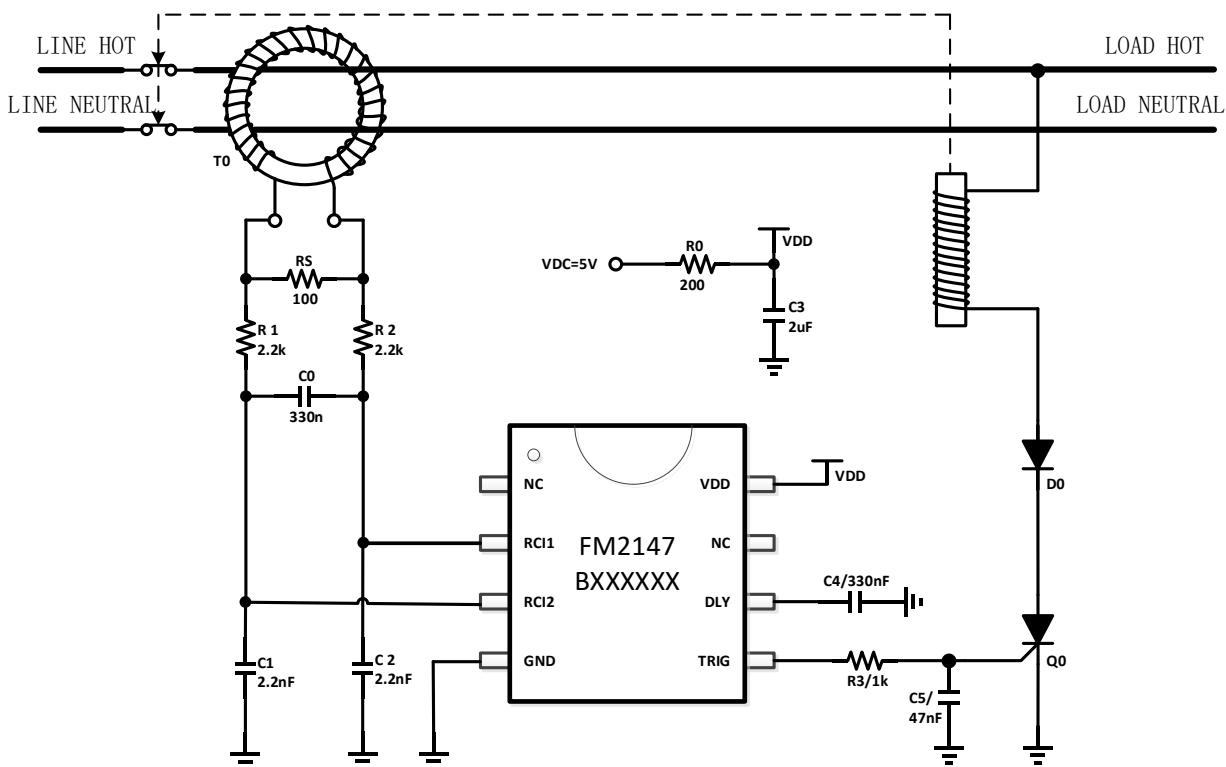 LINE HOT
LOAD HOT
LINE NEUTRAL
LOAD NEUTRAL
T0
RS
100
VDC=5V
R0
200
VDD
C3
2uF
R 1
2.2k
R 2
2.2k
C0
330n
NC
VDD
VDD
D0
RCI1
FM2147
NC
BXXXXXX
RCI2
DLY
C4/330nF
GND
TRIG
R3/1k
Q0
C1
2.2nF
C 2
2.2nF
C5/
47nF